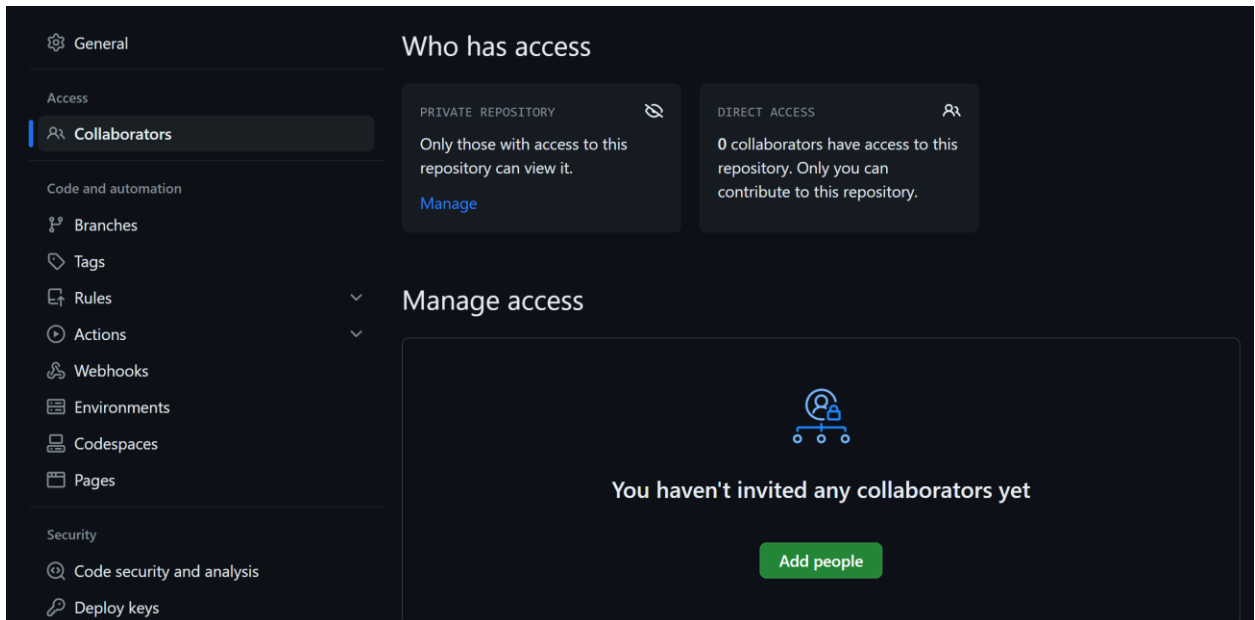 General
Access
Collaborators
Code and automation
Branches
Tags
Rules
Actions
Webhooks
Environments
Codespaces
Pages
Security
Code security and analysis
Deploy keys
Who has access
PRIVATE REPOSITORY
Only those with access to this
repository can view it.
Manage
DIRECT ACCESS
0 collaborators have access to this
repository. Only you can
contribute to this repository.
Manage access
You haven't invited any collaborators yet
Add people